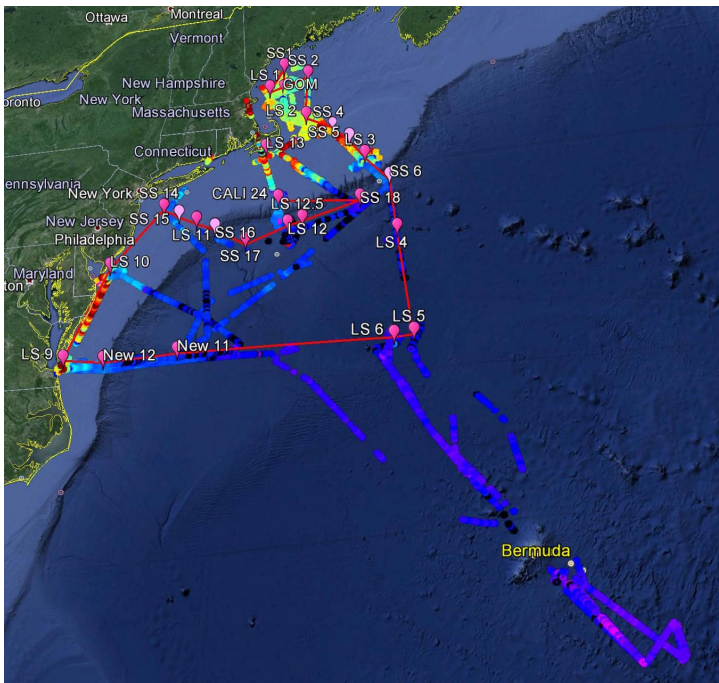 Ottawa
Montreal
Vermont
SS1
SS 2
New Hampshire
LS 1
GOM
oronto
New York
Massachusetts
LS 2
SS 4
SS 5
Connecticut
LS 13
LS 3
ennsylvania
SS 6
New York
SS 14
CALI 24
SS 18
LS 12.5
New Jersey
SS 15
LS 11
SS 16
LS 12
LS 4
Philadelphia
SS 17
LS 10
Maryland
ton
LS 6
LS 5
LS 9
New 12
New 11
Bermuda